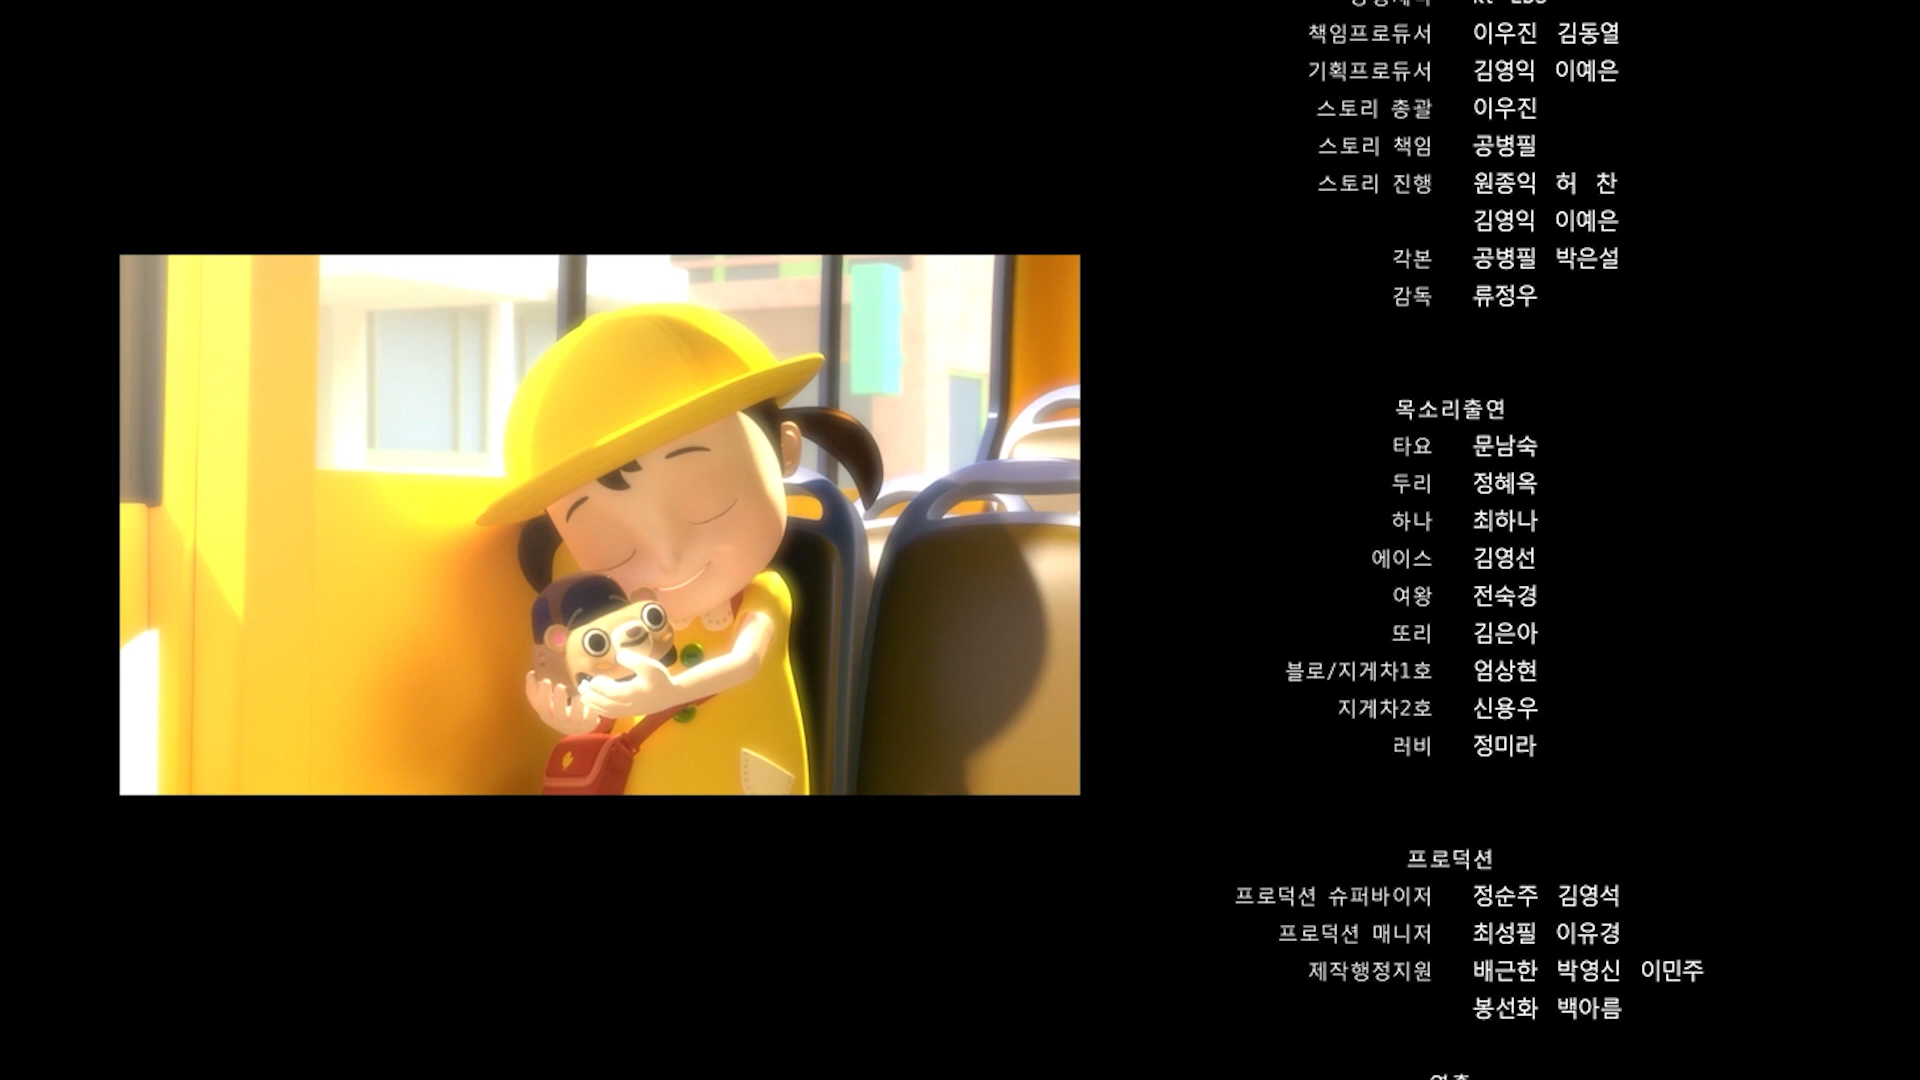 책임프로듀서 이우진 김동열
기획프로듀서 김영익 이예은
스토리 총괄 이우진
스토리 책임 공병필
스토리 진행 원종익 허 찬
김영익 이예은
각본 공병필 박은설
감독 류정우
목소리출연
타요 문남숙
두리 정혜옥
하나 최하나
에이스 김영선
여왕 전숙경
또리 김은아
블로/지게차1호 엄상현
지게차2호 신용우
러비 정미라
프로덕션
프로덕션 슈퍼바이저 정순주 김영석
프로덕션 매니저 최성필 이유경
제작행정지원 배근한 박영신 이민주
봉선화 백아름